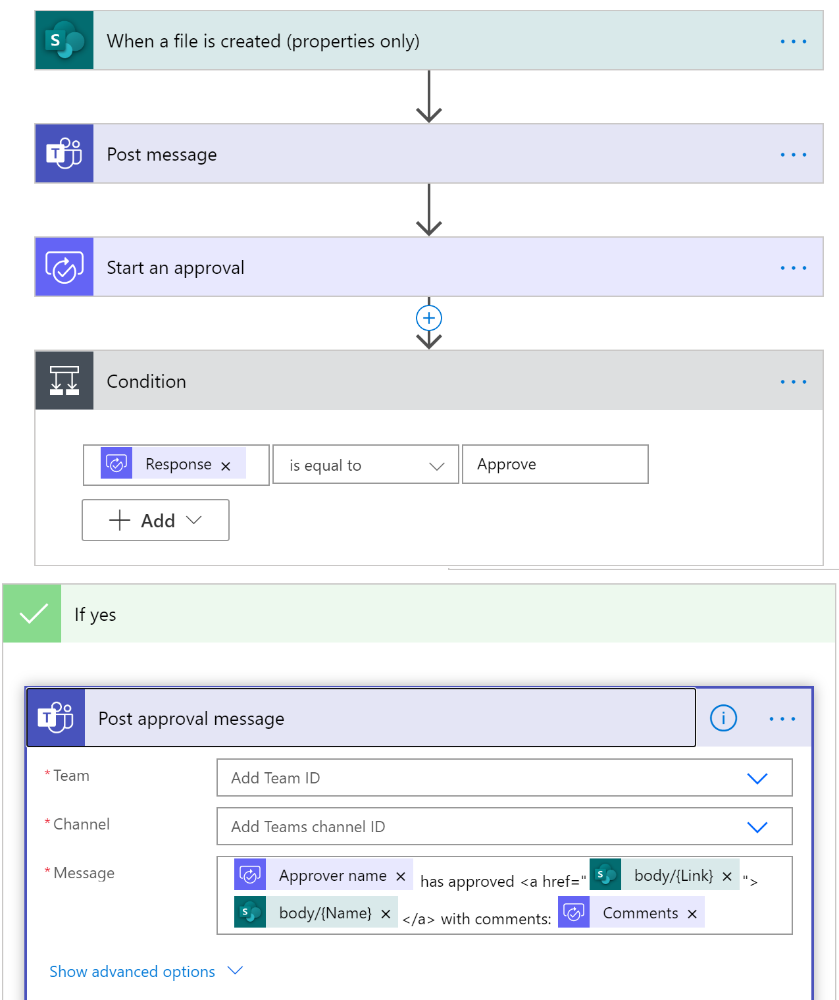 S
When a file is created (properties only)
T
Post message
Start an approval
Condition
Response × is equal to Approve
Add
If yes
T
Post approval message
i
* Team Add Team ID
* Channel Add Teams channel ID
* Message Approver name × has approved <a href=" S body/{Link} × ">
S body/{Name} × </a> with comments: Comments ×
Show advanced options